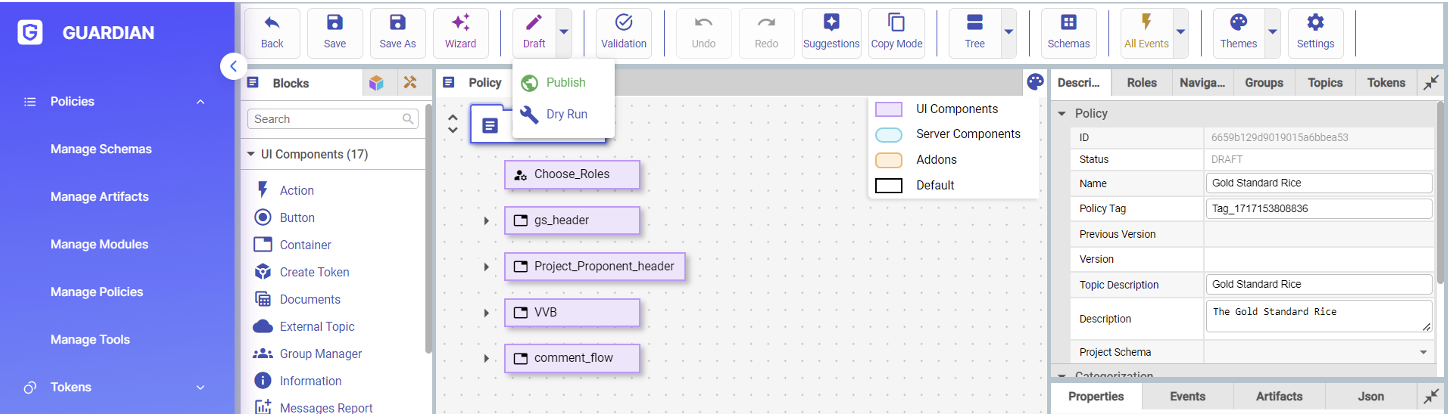 GUARDIAN
Policies
Manage Schemas
Manage Artifacts
Manage Modules
Manage Policies
Manage Tools
Tokens
Back
Save
Save As
Wizard
Draft
Validation
Undo
Redo
Suggestions
Copy Mode
Tree
Schemas
All Events
Themes
Settings
Publish
Dry Run
Blocks
Search
UI Components (17)
Action
Button
Container
Create Token
Documents
External Topic
Group Manager
Information
Messages Report
Policy
Choose_Roles
gs_header
Project_Proponent_header
VVB
comment_flow
UI Components
Server Components
Addons
Default
Descri...
Roles
Naviga...
Groups
Topics
Tokens
Policy
ID 6659b129d9019015a6bbea53
Status DRAFT
Name Gold Standard Rice
Policy Tag Tag_1717153808836
Previous Version
Version
Topic Description Gold Standard Rice
Description The Gold Standard Rice
Project Schema
Categorization
Properties
Events
Artifacts
Json